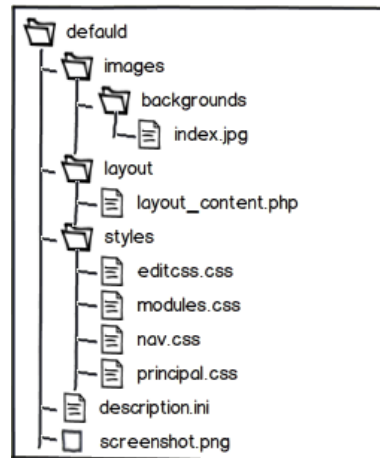 defauld
images
backgrounds
index.jpg
layout
layout_content.php
styles
editcss.css
modules.css
nav.css
principal.css
description.ini
screenshot.png